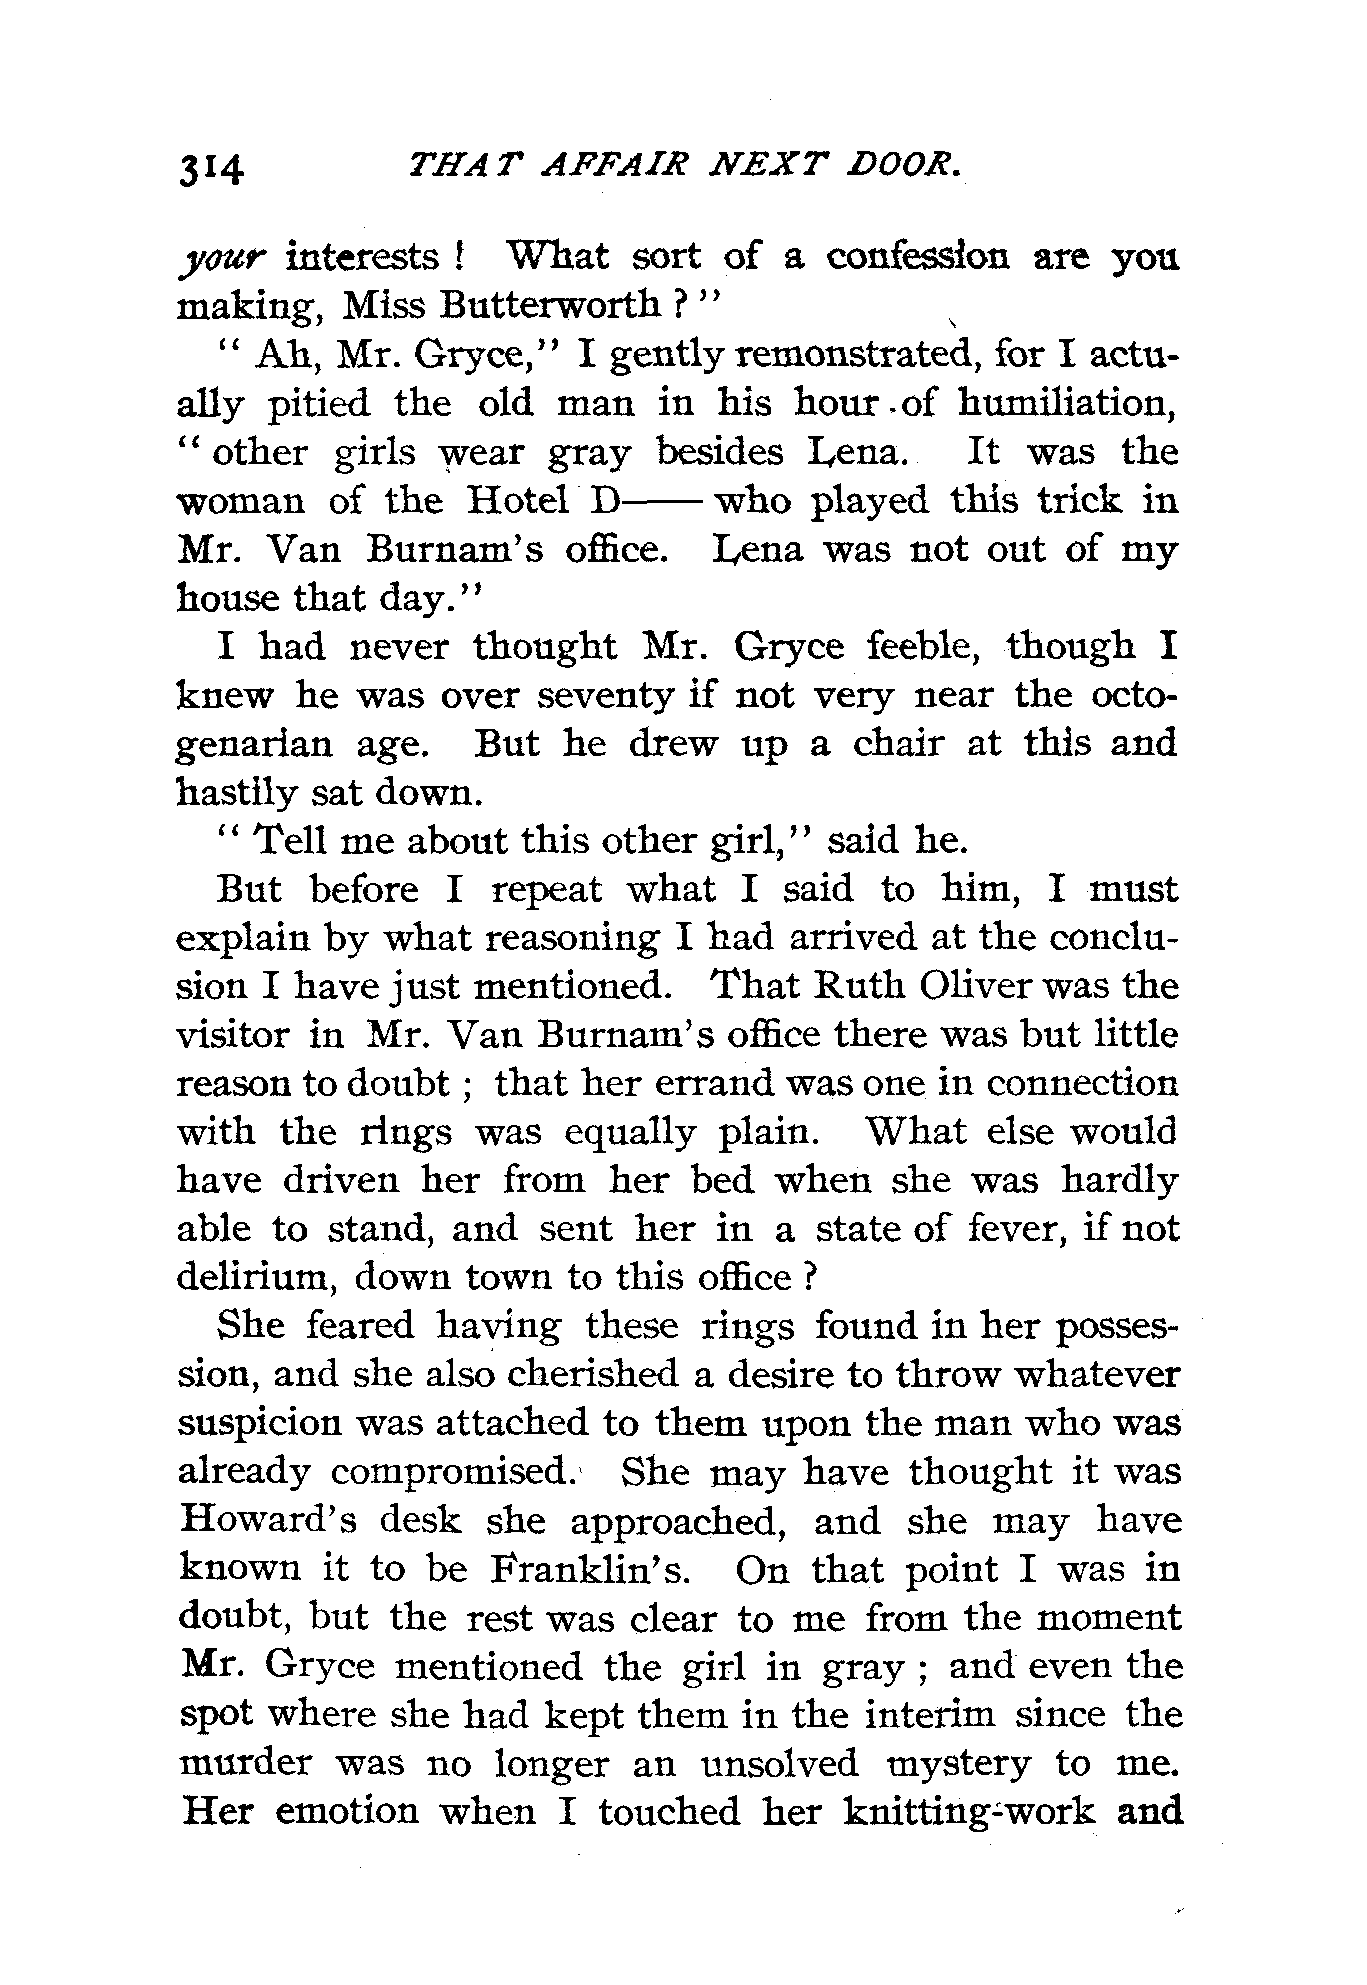 314 THAT AFFAIR NEXT DOOR.
your interests ! What sort of a confession are you
making, Miss Butterworth ? "
" Ah, Mr. Gryce," I gently remonstrated, for I actu-
ally pitied the old man in his hour of humiliation,
" other girls wear gray besides Lena. It was the
woman of the Hotel D—— who played this trick in
Mr. Van Burnam's office. Lena was not out of my
house that day."
I had never thought Mr. Gryce feeble, though I
knew he was over seventy if not very near the octo-
genarian age. But he drew up a chair at this and
hastily sat down.
" Tell me about this other girl," said he.
But before I repeat what I said to him, I must
explain by what reasoning I had arrived at the conclu-
sion I have just mentioned. That Ruth Oliver was the
visitor in Mr. Van Burnam's office there was but little
reason to doubt ; that her errand was one in connection
with the rings was equally plain. What else would
have driven her from her bed when she was hardly
able to stand, and sent her in a state of fever, if not
delirium, down town to this office ?
She feared having these rings found in her posses-
sion, and she also cherished a desire to throw whatever
suspicion was attached to them upon the man who was
already compromised. She may have thought it was
Howard's desk she approached, and she may have
known it to be Franklin's. On that point I was in
doubt, but the rest was clear to me from the moment
Mr. Gryce mentioned the girl in gray ; and even the
spot where she had kept them in the interim since the
murder was no longer an unsolved mystery to me.
Her emotion when I touched her knitting-work and